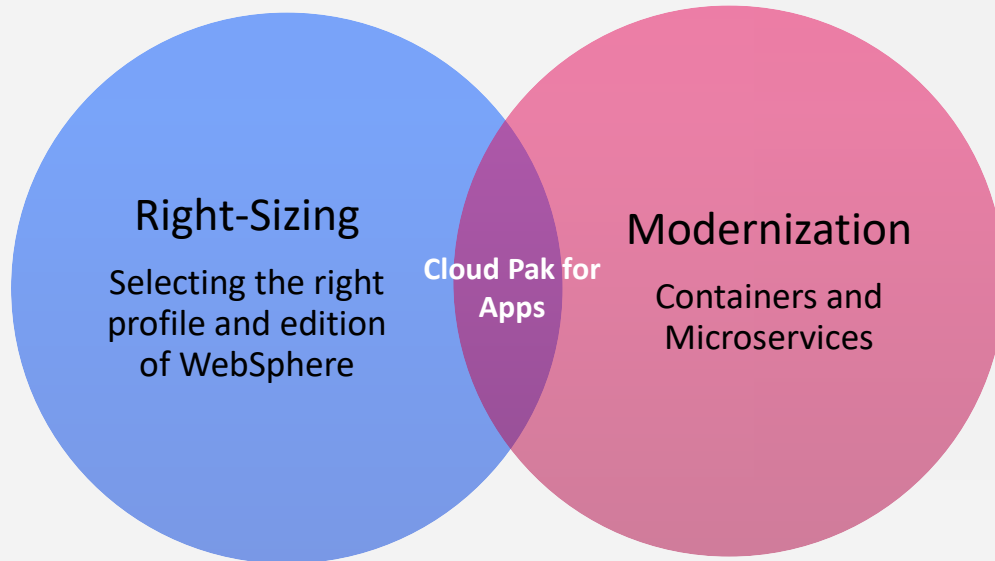 Right-Sizing
Selecting the right
profile and edition
of WebSphere
Cloud Pak for
Apps
Modernization
Containers and
Microservices